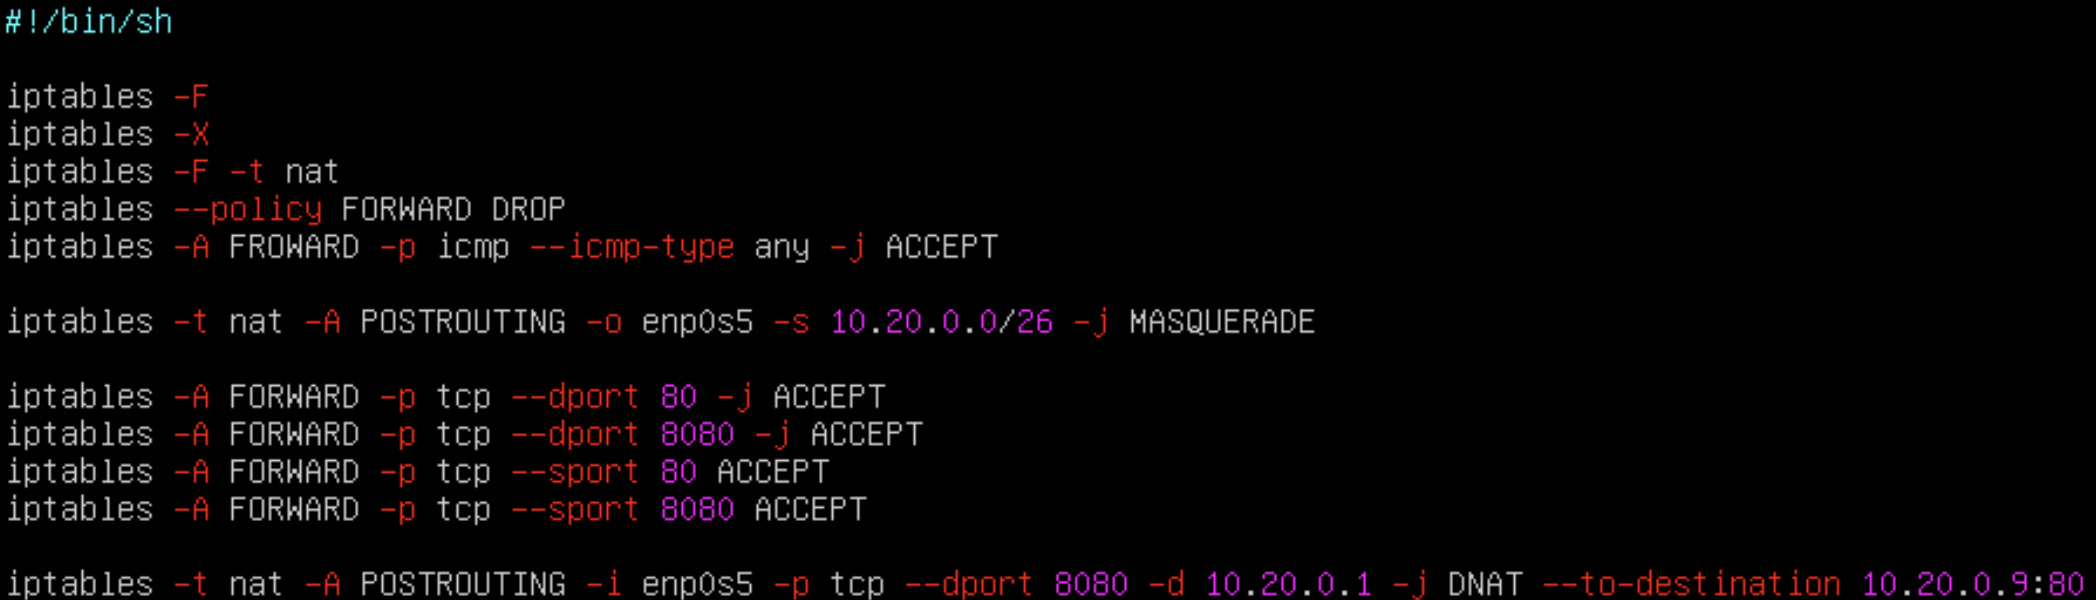 #!/bin/sh
iptables -F
iptables -X
iptables -F -t nat
iptables --policy FORWARD DROP
iptables -A FROWARD -p icmp --icmp-type any -j ACCEPT
iptables -t nat -A POSTROUTING -o enp0s5 -s 10.20.0.0/26 -j MASQUERADE
iptables -A FORWARD -p tcp --dport 80 -j ACCEPT
iptables -A FORWARD -p tcp --dport 8080 -j ACCEPT
iptables -A FORWARD -p tcp --sport 80 ACCEPT
iptables -A FORWARD -p tcp --sport 8080 ACCEPT
iptables -t nat -A POSTROUTING -i enp0s5 -p tcp --dport 8080 -d 10.20.0.1 -j DNAT --to-destination 10.20.0.9:80